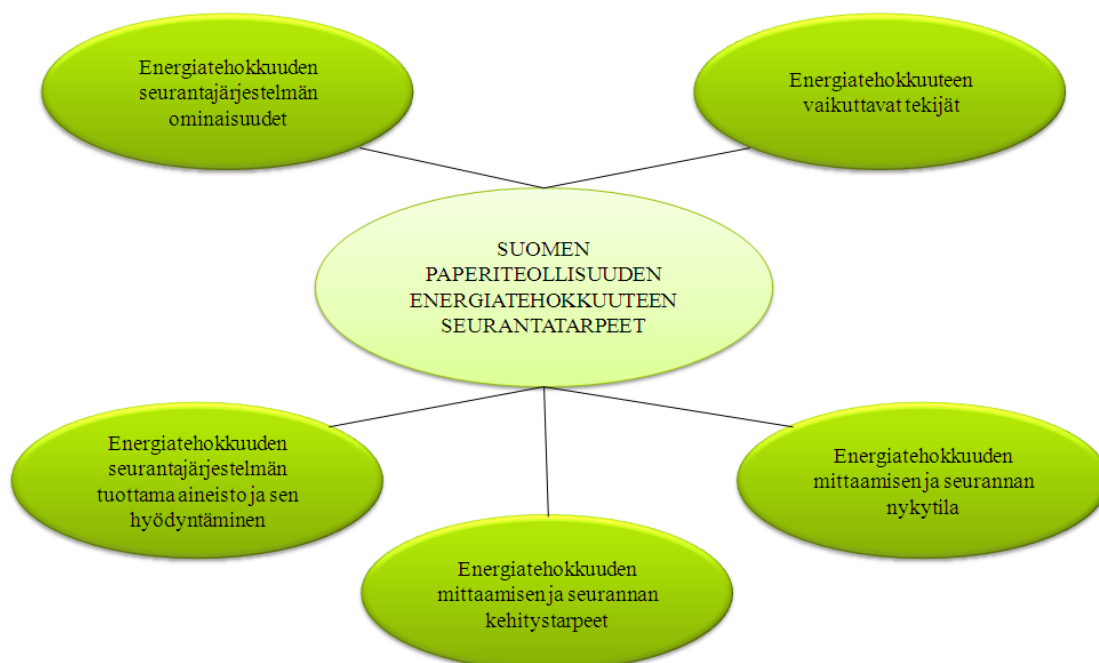 Energiatehokkuuden
seurantajärjestelmän
ominaisuudet
Energiatehokkuuteen
vaikuttavat tekijät
SUOMEN
PAPERITEOLLISUUDEN
ENERGIATEHOKKUUTEEN
SEURANTATARPEET
Energiatehokkuuden
seurantajärjestelmän
tuottama aineisto ja sen
hyödyntäminen
Energiatehokkuuden
mittaamisen ja seurannan
kehitystarpeet
Energiatehokkuuden
mittaamisen ja seurannan
nykytila